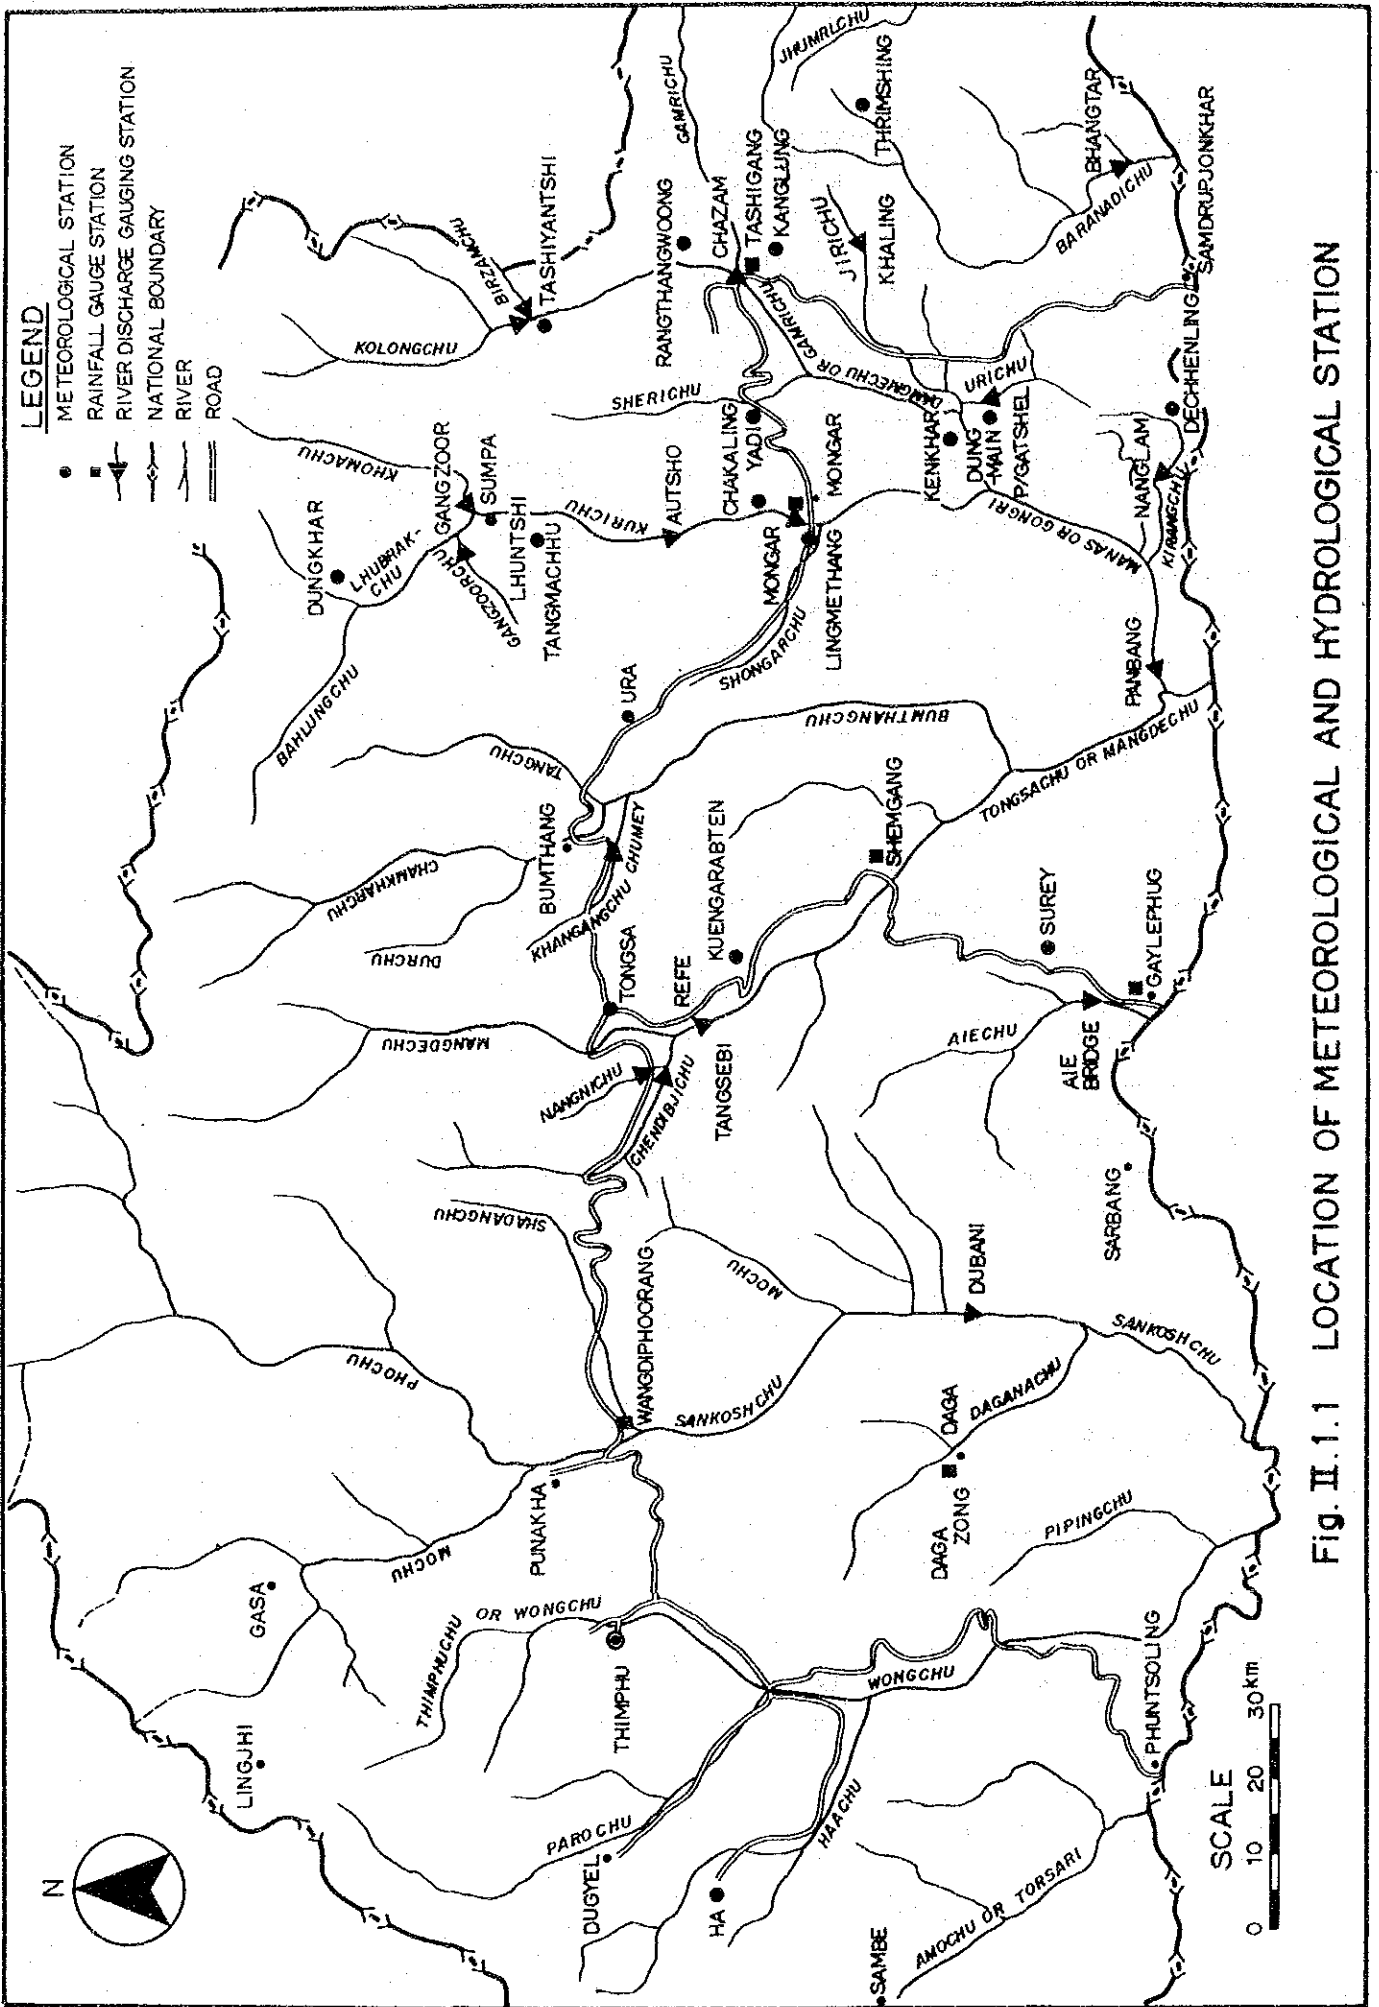 LEGEND
METEOROLOGICAL STATION
RAINFALL GAUGE STATION
RIVER DISCHARGE GAUGING STATION
NATIONAL BOUNDARY
RIVER
ROAD
N
LINGJHI
GASA
DUGYEL
HA
SAMBE
THIMPHU
PUNAKHA
WANGDIPHOORANG
PHUNTSOLING
DAGA
ZONG
DAGA
DUBANI
SARBANG
TONGSA
REFE
TANGSEBI
KUENGARABTEN
BUMTHANG
URA
SHEMGANG
SUREY
GAYLEPHUG
AIE
BRIDGE
DUNGKHAR
GANGZOOR
SUMPA
LHUNTSHI
TANGMACHHU
AUTSHO
CHAKALING
YADI
MONGAR
MONGAR
LINGMETHANG
KENKHAR
DUNG
-MAIN
P/GATSHEL
NANGLAM
PANBANG
DECHHENLING
SAMDRUPJONKHAR
BHANGTAR
THRIMSHING
KHALING
KANGLUNG
TASHIGANG
CHAZAM
RANGTHANGWOONG
TASHIYANTSHI
PARO CHU
HAACHU
AMOCHU OR TORSARI
THIMPHUCHU
OR WONGCHU
WONGCHU
PIPINGCHU
MOCHU
PHOCHU
SANKOSH CHU
DAGANACHU
SANKOSH CHU
MOCHU
SHADANGCHU
NANGNICHU
CHENDIBJICHU
MANGDECHU
AIECHU
DURCHU
CHAMKHARCHU
KHANGANGCHU CHUMEY
TANGCHU
BUMTHANGCHU
TONGSACHU OR MANGDECHU
BAHLUNGCHU
LHUBRAK-
CHU
GANGZOORCHU
KHOMACHU
KURICHU
SHONGARCHU
SHERICHU
KOLONGCHU
BIRZAMCHU
GAMRICHU
JHUMRICHU
JIRICHU
DANGMECHU OR GAMRICHU
URICHU
MANAS OR GONGRI
BARANADICHU
SCALE
0 10 20 30km
Fig. II.1.1 LOCATION OF METEOROLOGICAL AND HYDROLOGICAL STATION